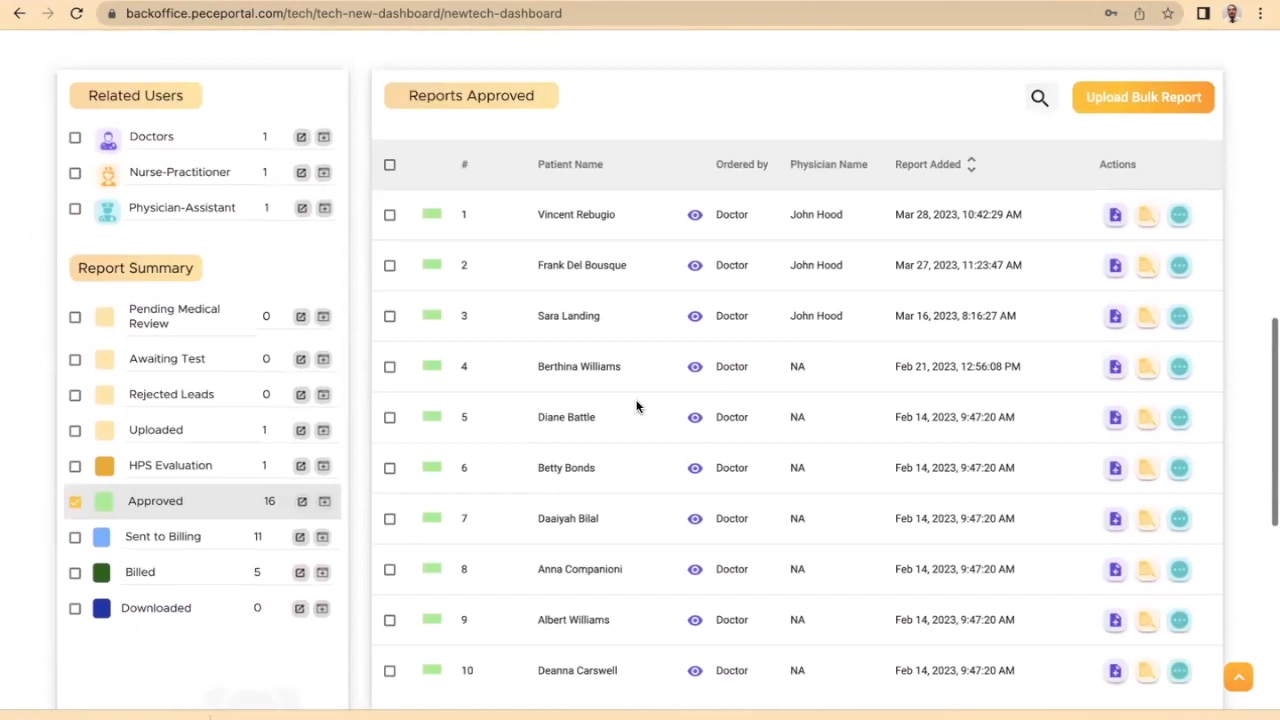 backoffice.peceportal.com/tech/tech-new-dashboard/newtech-dashboard
Related Users
Doctors 1
Nurse-Practitioner 1
Physician-Assistant 1
Report Summary
Pending Medical
Review 0
Awaiting Test 0
Rejected Leads 0
Uploaded 1
HPS Evaluation 1
Approved 16
Sent to Billing 11
Billed 5
Downloaded 0
Reports Approved
Upload Bulk Report
# Patient Name Ordered by Physician Name Report Added Actions
1 Vincent Rebugio Doctor John Hood Mar 28, 2023, 10:42:29 AM
2 Frank Del Bousque Doctor John Hood Mar 27, 2023, 11:23:47 AM
3 Sara Landing Doctor John Hood Mar 16, 2023, 8:16:27 AM
4 Berthina Williams Doctor NA Feb 21, 2023, 12:56:08 PM
5 Diane Battle Doctor NA Feb 14, 2023, 9:47:20 AM
6 Betty Bonds Doctor NA Feb 14, 2023, 9:47:20 AM
7 Daaiyah Bilal Doctor NA Feb 14, 2023, 9:47:20 AM
8 Anna Companioni Doctor NA Feb 14, 2023, 9:47:20 AM
9 Albert Williams Doctor NA Feb 14, 2023, 9:47:20 AM
10 Deanna Carswell Doctor NA Feb 14, 2023, 9:47:20 AM